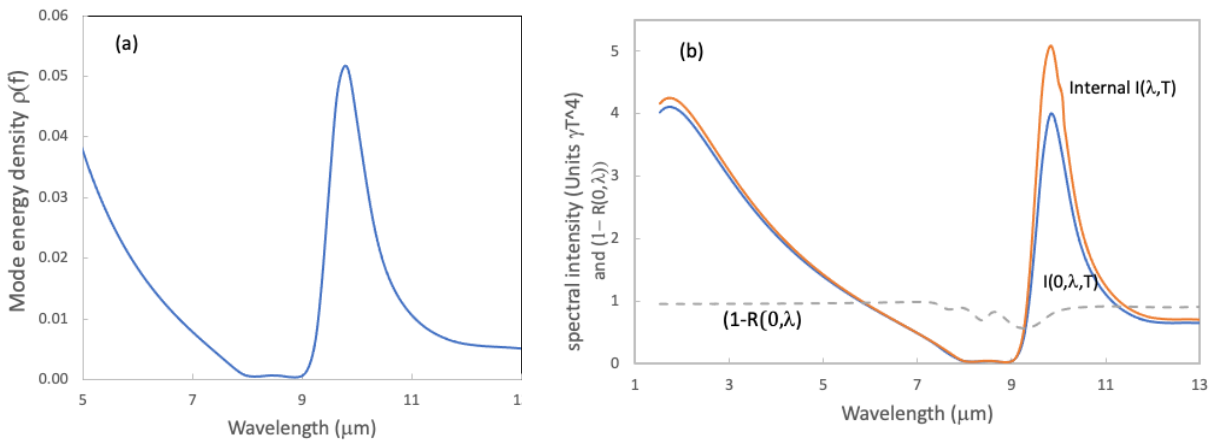 (a)
Mode energy density ρ(f)
0.06
0.05
0.04
0.03
0.02
0.01
0.00
5
7
9
11
1
Wavelength (μm)
(b)
spectral intensity (Units γT^4)
and (1− R(0,λ))
5
4
3
2
1
0
Internal I(λ,T)
I(0,λ,T)
(1-R(0,λ)
1
3
5
7
9
11
13
Wavelength (μm)